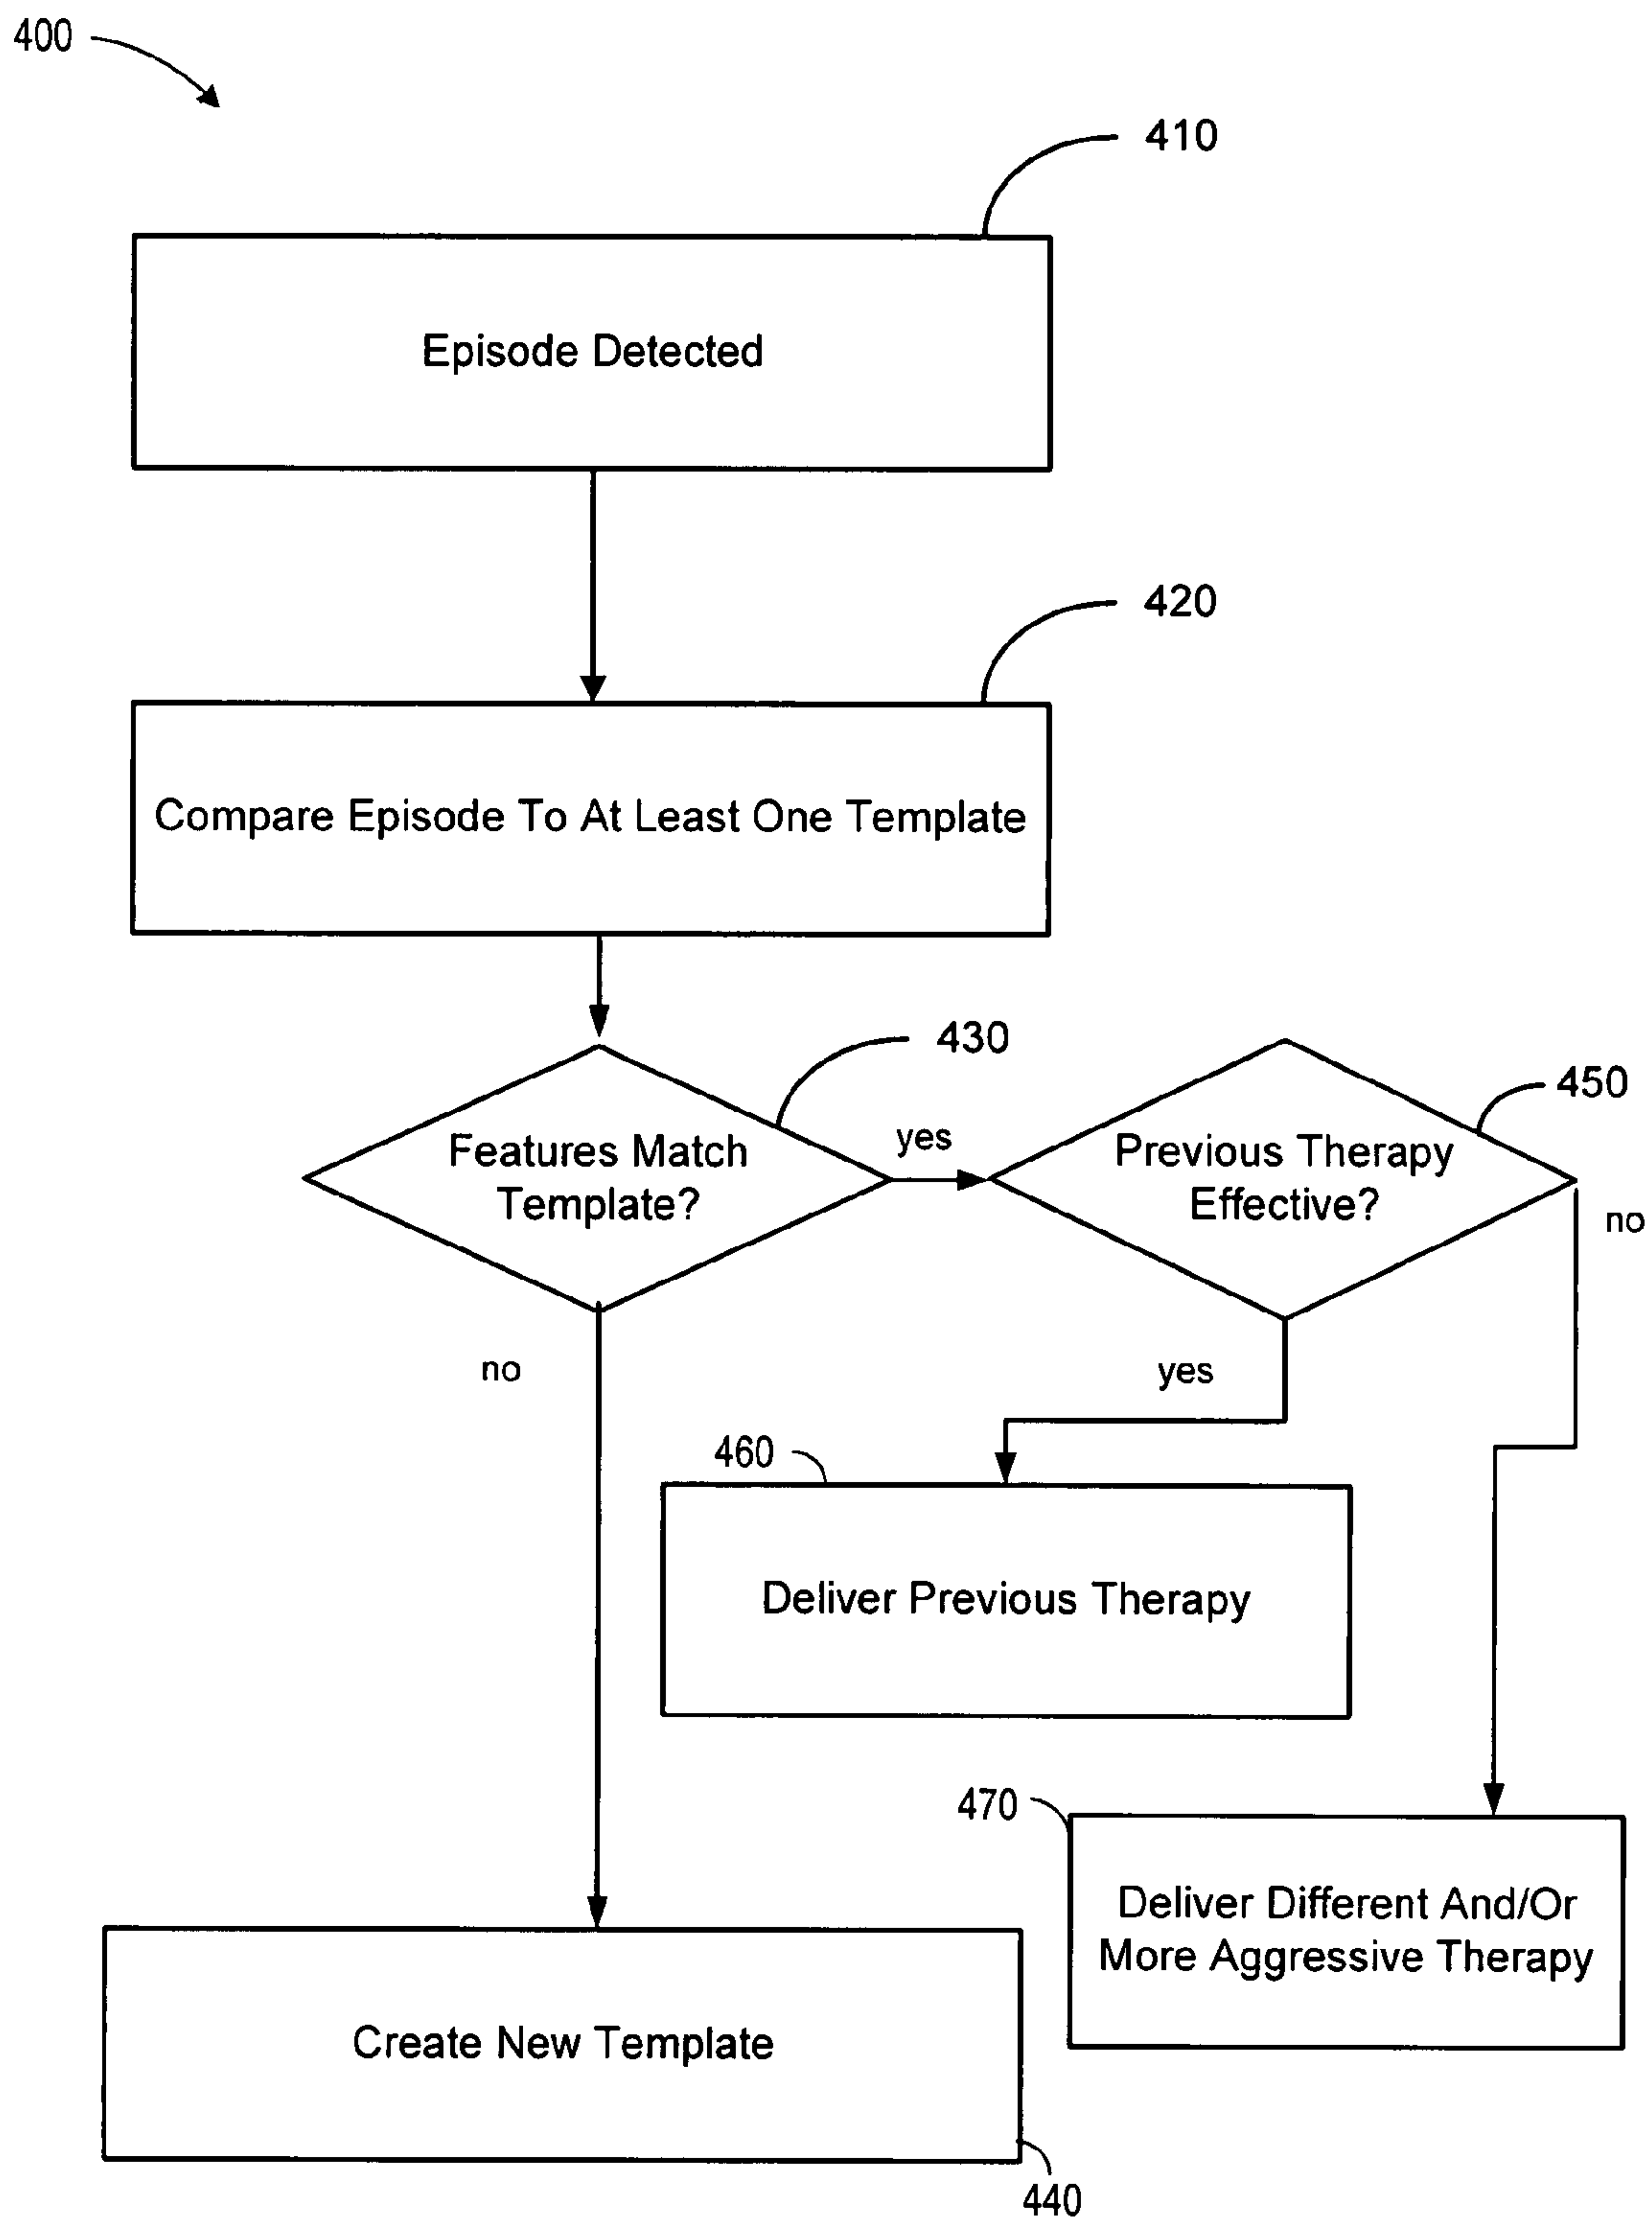 400
410
Episode Detected
420
Compare Episode To At Least One Template
430
450
Features Match
Template?
yes
Previous Therapy
Effective?
no
no
yes
460
Deliver Previous Therapy
470
Deliver Different And/Or
More Aggressive Therapy
Create New Template
440